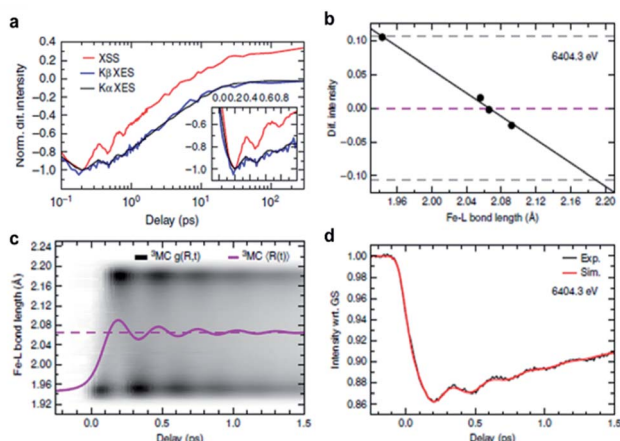 a
Norm. dif. intensity
0.4
0.2
0.0
-0.2
-0.4
-0.6
-0.8
-1.0
XSS
Kβ XES
Kα XES
0.0 0.2 0.4 0.6 0.8
-0.6
-0.8
-1.0
10⁻¹ 10⁰ 10¹ 10²
Delay (ps)
b
Dif. intensity
0.10
0.05
0.00
-0.05
-0.10
6404.3 eV
1.96 2.00 2.04 2.08 2.12 2.16 2.20
Fe-L bond length (Å)
c
Fe-L bond length (Å)
2.24
2.20
2.16
2.12
2.08
2.04
2.00
1.96
1.92
³MC g(R,t) ³MC ⟨R(t)⟩
0.0 0.5 1.0 1.5
Delay (ps)
d
Intensity wrt. GS
1.00
0.98
0.96
0.94
0.92
0.90
0.88
0.86
Exp.
Sim.
6404.3 eV
0.0 0.5 1.0 1.5
Delay (ps)